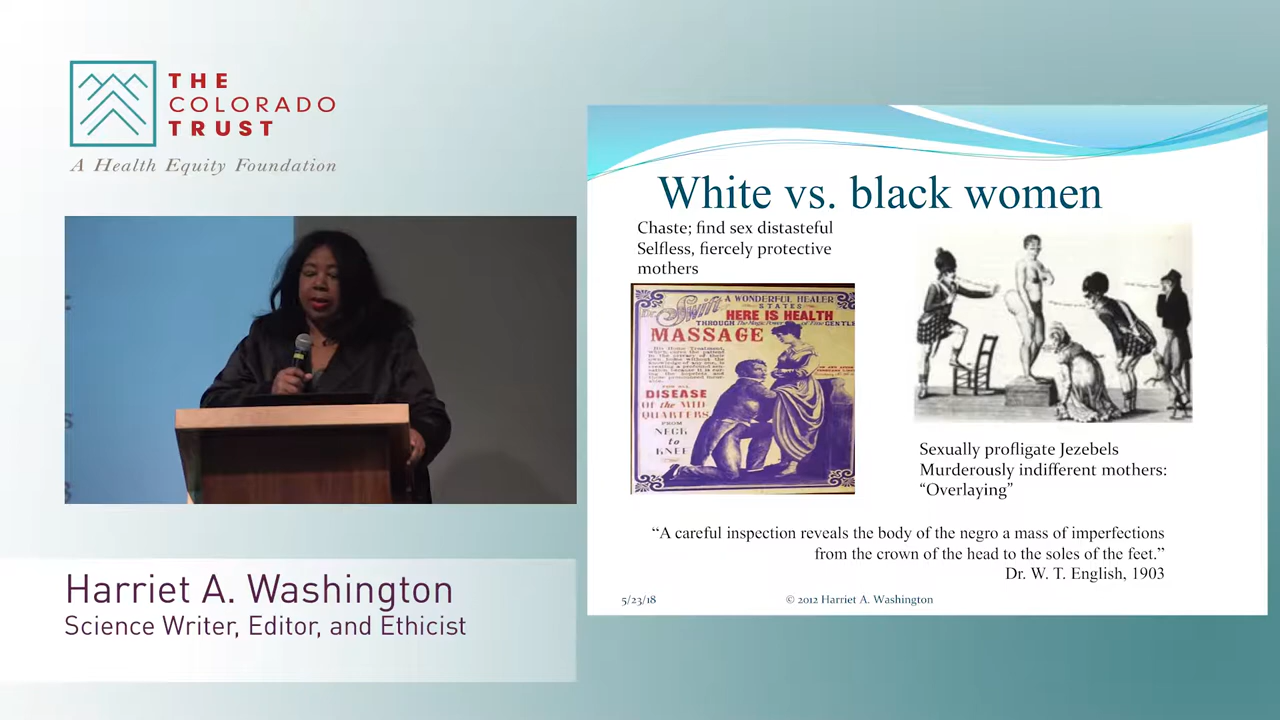 THE
COLORADO
TRUST
A Health Equity Foundation
Harriet A. Washington
Science Writer, Editor, and Ethicist
White vs. black women
Chaste; find sex distasteful
Selfless, fiercely protective
mothers
Swift
A WONDERFUL HEALER
STATES
HERE IS HEALTH
THROUGH The Magic Power of Fine GENTLE
MASSAGE
DISEASE
OF the MID
QUARTERS
FROM
NECK
to
KNEE
Sexually profligate Jezebels
Murderously indifferent mothers:
“Overlaying”
“A careful inspection reveals the body of the negro a mass of imperfections
from the crown of the head to the soles of the feet.”
Dr. W. T. English, 1903
5/23/18
© 2012 Harriet A. Washington